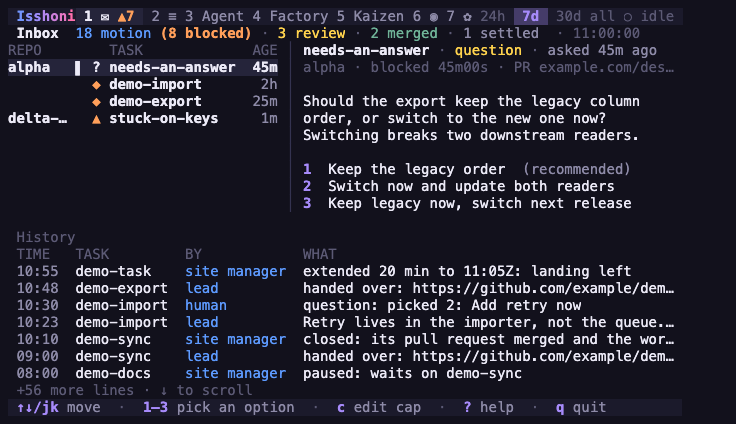 Isshoni 1 ✉ ▲7 2 ≡ 3 Agent 4 Factory 5 Kaizen 6 ◉ 7 ✿ 24h 7d 30d all ○ idle
Inbox 18 motion (8 blocked) · 3 review · 2 merged · 1 settled · 11:00:00
REPO TASK AGE
alpha ? needs-an-answer 45m
◆ demo-import 2h
◆ demo-export 25m
delta-… ▲ stuck-on-keys 1m
needs-an-answer · question · asked 45m ago
alpha · blocked 45m00s · PR example.com/des…
Should the export keep the legacy column
order, or switch to the new one now?
Switching breaks two downstream readers.
1 Keep the legacy order (recommended)
2 Switch now and update both readers
3 Keep legacy now, switch next release
History
TIME TASK BY WHAT
10:55 demo-task site manager extended 20 min to 11:05Z: landing left
10:48 demo-export lead handed over: https://github.com/example/dem…
10:30 demo-import human question: picked 2: Add retry now
10:23 demo-import lead Retry lives in the importer, not the queue.…
10:10 demo-sync site manager closed: its pull request merged and the wor…
09:00 demo-sync lead handed over: https://github.com/example/dem…
08:00 demo-docs site manager paused: waits on demo-sync
+56 more lines · ↓ to scroll
↑↓/jk move · 1–3 pick an option · c edit cap · ? help · q quit